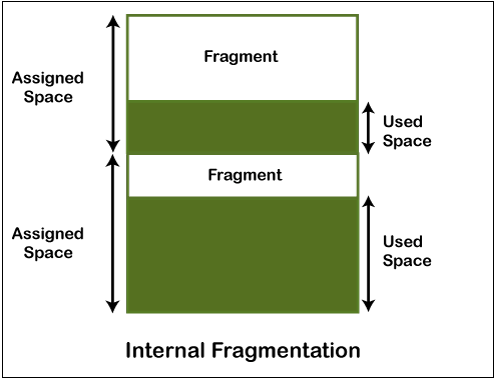 Fragment
Assigned
Space
Used
Space
Fragment
Assigned
Space
Used
Space
Internal Fragmentation